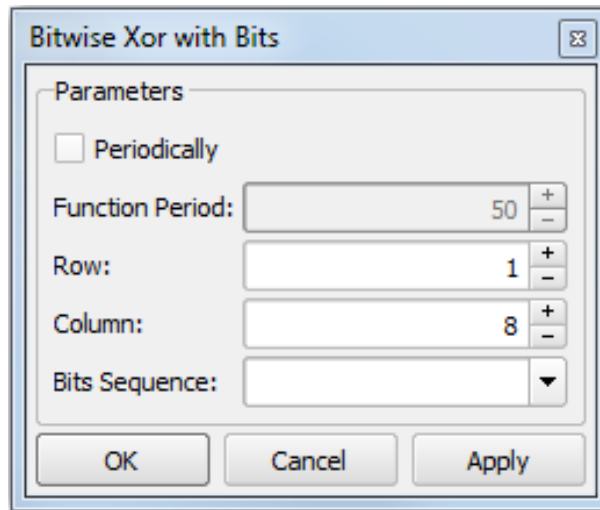 Bitwise Xor with Bits
Parameters
Periodically
Function Period: 50
Row: 1
Column: 8
Bits Sequence:
OK Cancel Apply